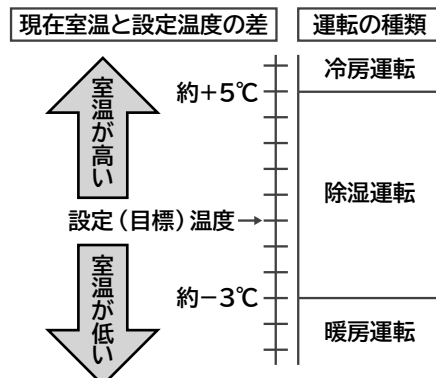 現在室温と設定温度の差
運転の種類
室温が高い
約+5℃
設定（目標）温度→
約−3℃
室温が低い
冷房運転
除湿運転
暖房運転